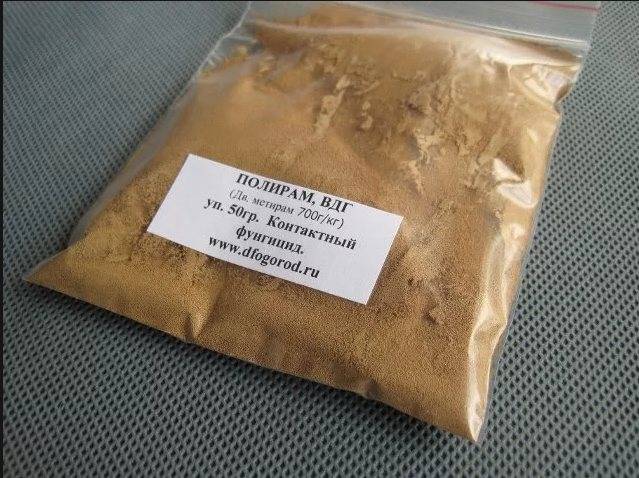 ПОЛИРАМ, ВДГ
(Дв. метирам 700г/кг)
уп. 50гр. Контактный
фунгицид.
www.dfogorod.ru